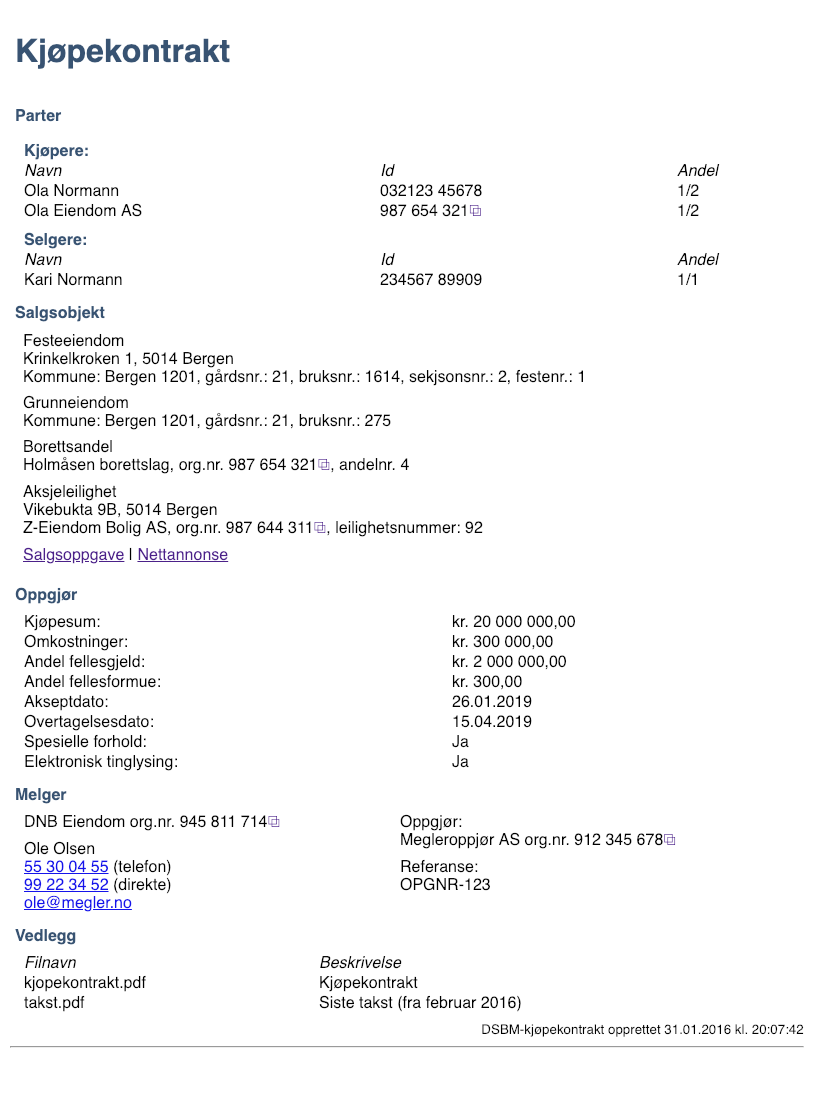 Kjøpekontrakt
Parter
Kjøpere:
Navn Id Andel
Ola Normann 032123 45678 1/2
Ola Eiendom AS 987 654 321 1/2
Selgere:
Navn Id Andel
Kari Normann 234567 89909 1/1
Salgsobjekt
Festeeiendom
Krinkelkroken 1, 5014 Bergen
Kommune: Bergen 1201, gårdsnr.: 21, bruksnr.: 1614, sekjsonsnr.: 2, festenr.: 1
Grunneiendom
Kommune: Bergen 1201, gårdsnr.: 21, bruksnr.: 275
Borettsandel
Holmåsen borettslag, org.nr. 987 654 321, andelnr. 4
Aksjeleilighet
Vikebukta 9B, 5014 Bergen
Z-Eiendom Bolig AS, org.nr. 987 644 311, leilighetsnummer: 92
Salgsoppgave | Nettannonse
Oppgjør
Kjøpesum: kr. 20 000 000,00
Omkostninger: kr. 300 000,00
Andel fellesgjeld: kr. 2 000 000,00
Andel fellesformue: kr. 300,00
Akseptdato: 26.01.2019
Overtagelsesdato: 15.04.2019
Spesielle forhold: Ja
Elektronisk tinglysing: Ja
Melger
DNB Eiendom org.nr. 945 811 714
Ole Olsen
55 30 04 55 (telefon)
99 22 34 52 (direkte)
ole@megler.no
Oppgjør:
Megleroppjør AS org.nr. 912 345 678
Referanse:
OPGNR-123
Vedlegg
Filnavn Beskrivelse
kjopekontrakt.pdf Kjøpekontrakt
takst.pdf Siste takst (fra februar 2016)
DSBM-kjøpekontrakt opprettet 31.01.2016 kl. 20:07:42